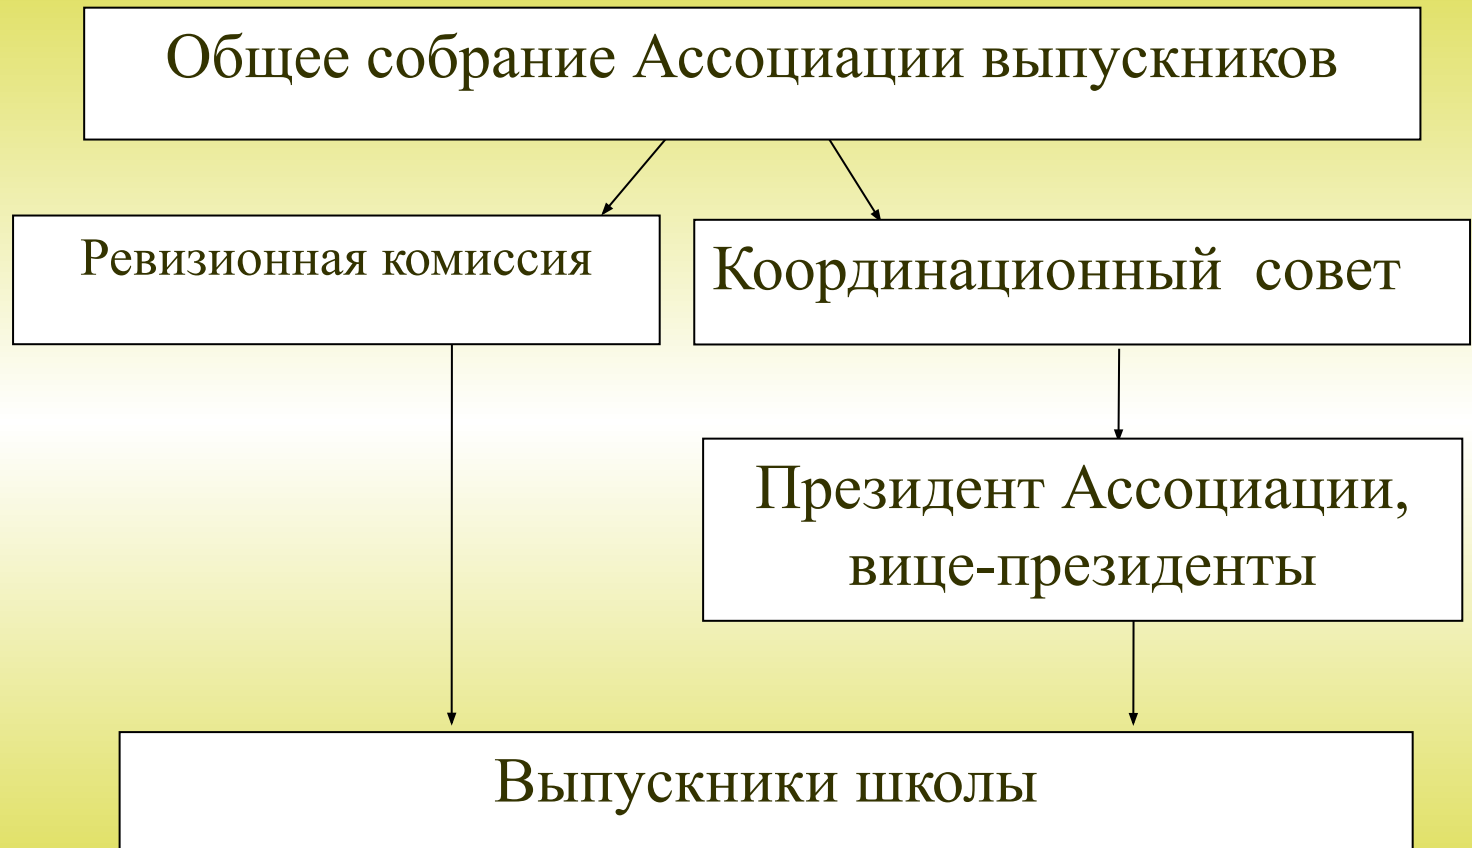 Общее собрание Ассоциации выпускников
Ревизионная комиссия
Координационный совет
Президент Ассоциации,
вице-президенты
Выпускники школы